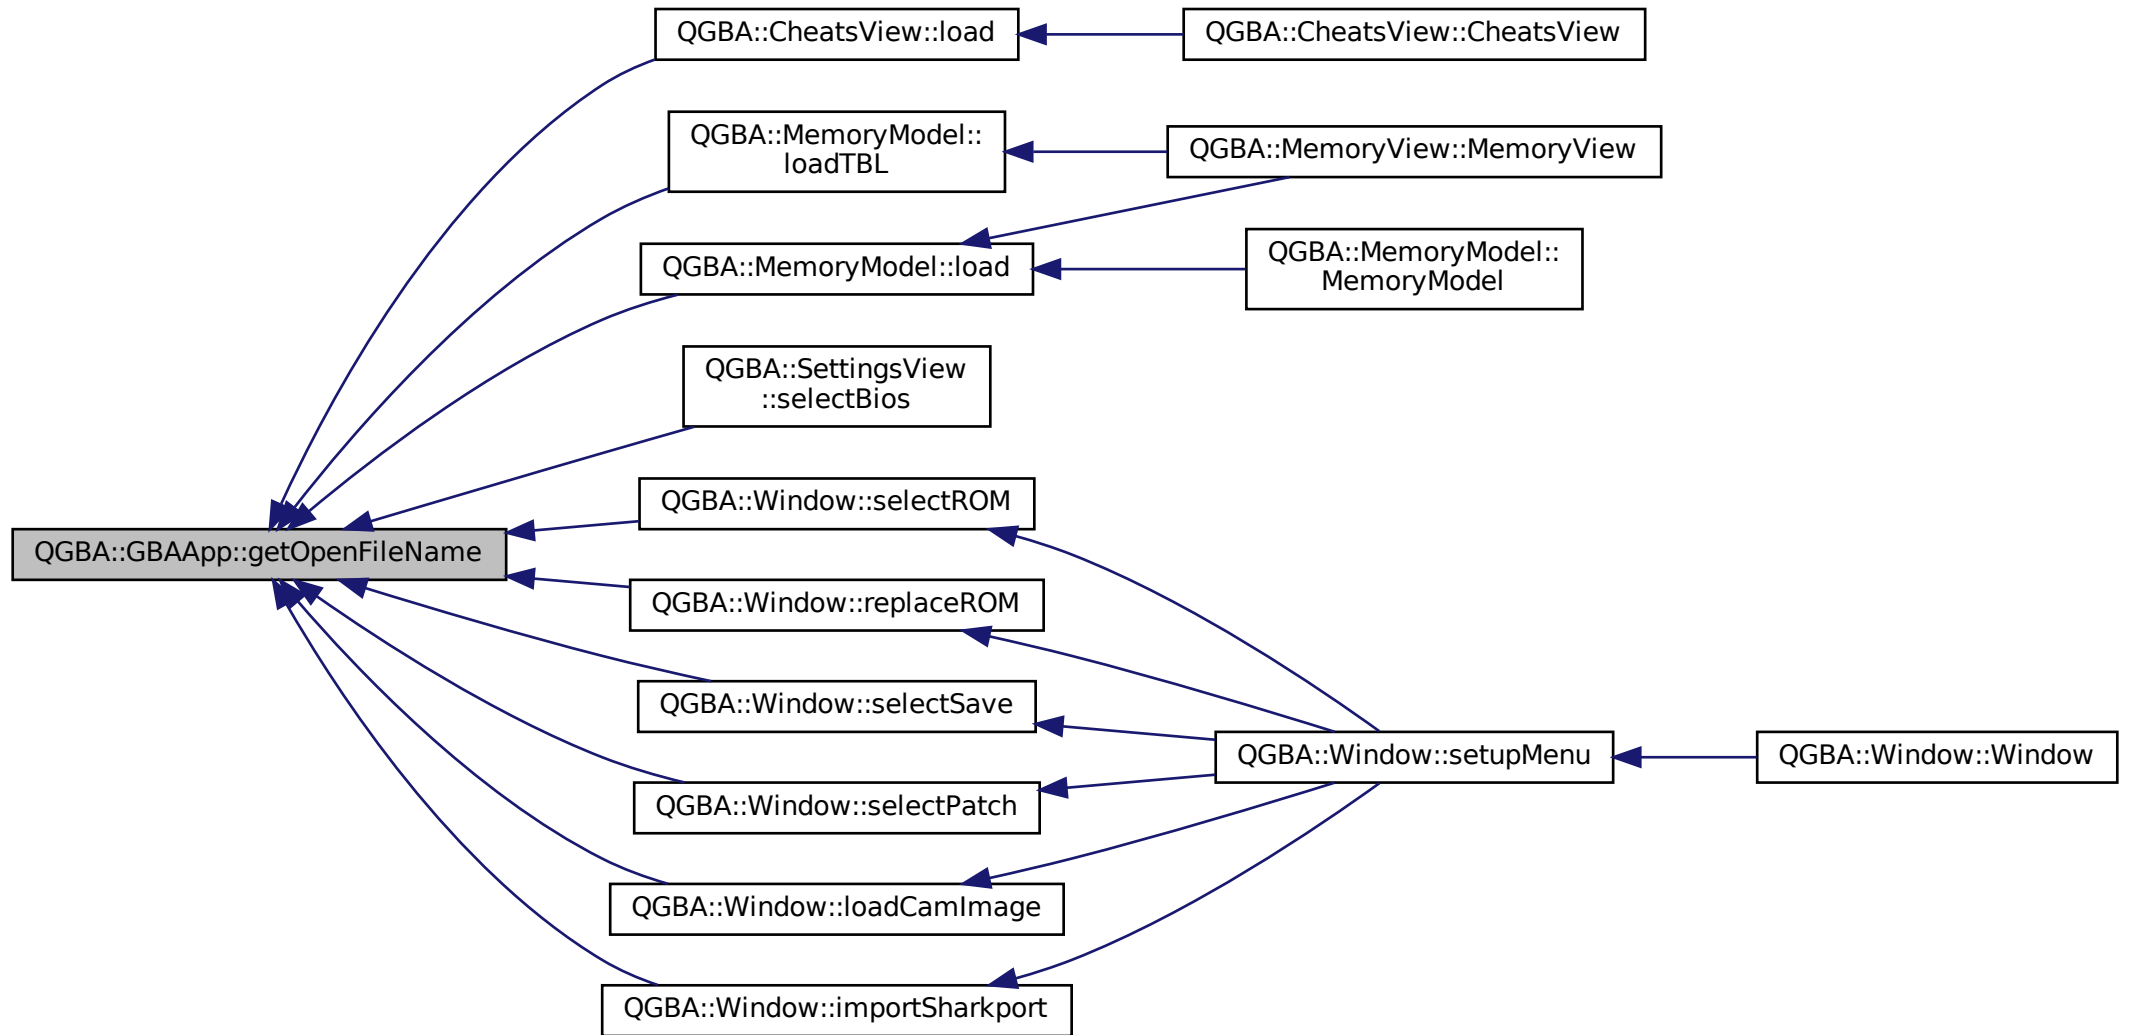 QGBA::CheatsView::load
QGBA::CheatsView::CheatsView
QGBA::MemoryModel::
loadTBL
QGBA::MemoryView::MemoryView
QGBA::MemoryModel::load
QGBA::MemoryModel::
MemoryModel
QGBA::SettingsView
::selectBios
QGBA::GBAApp::getOpenFileName
QGBA::Window::selectROM
QGBA::Window::replaceROM
QGBA::Window::selectSave
QGBA::Window::setupMenu
QGBA::Window::Window
QGBA::Window::selectPatch
QGBA::Window::loadCamImage
QGBA::Window::importSharkport